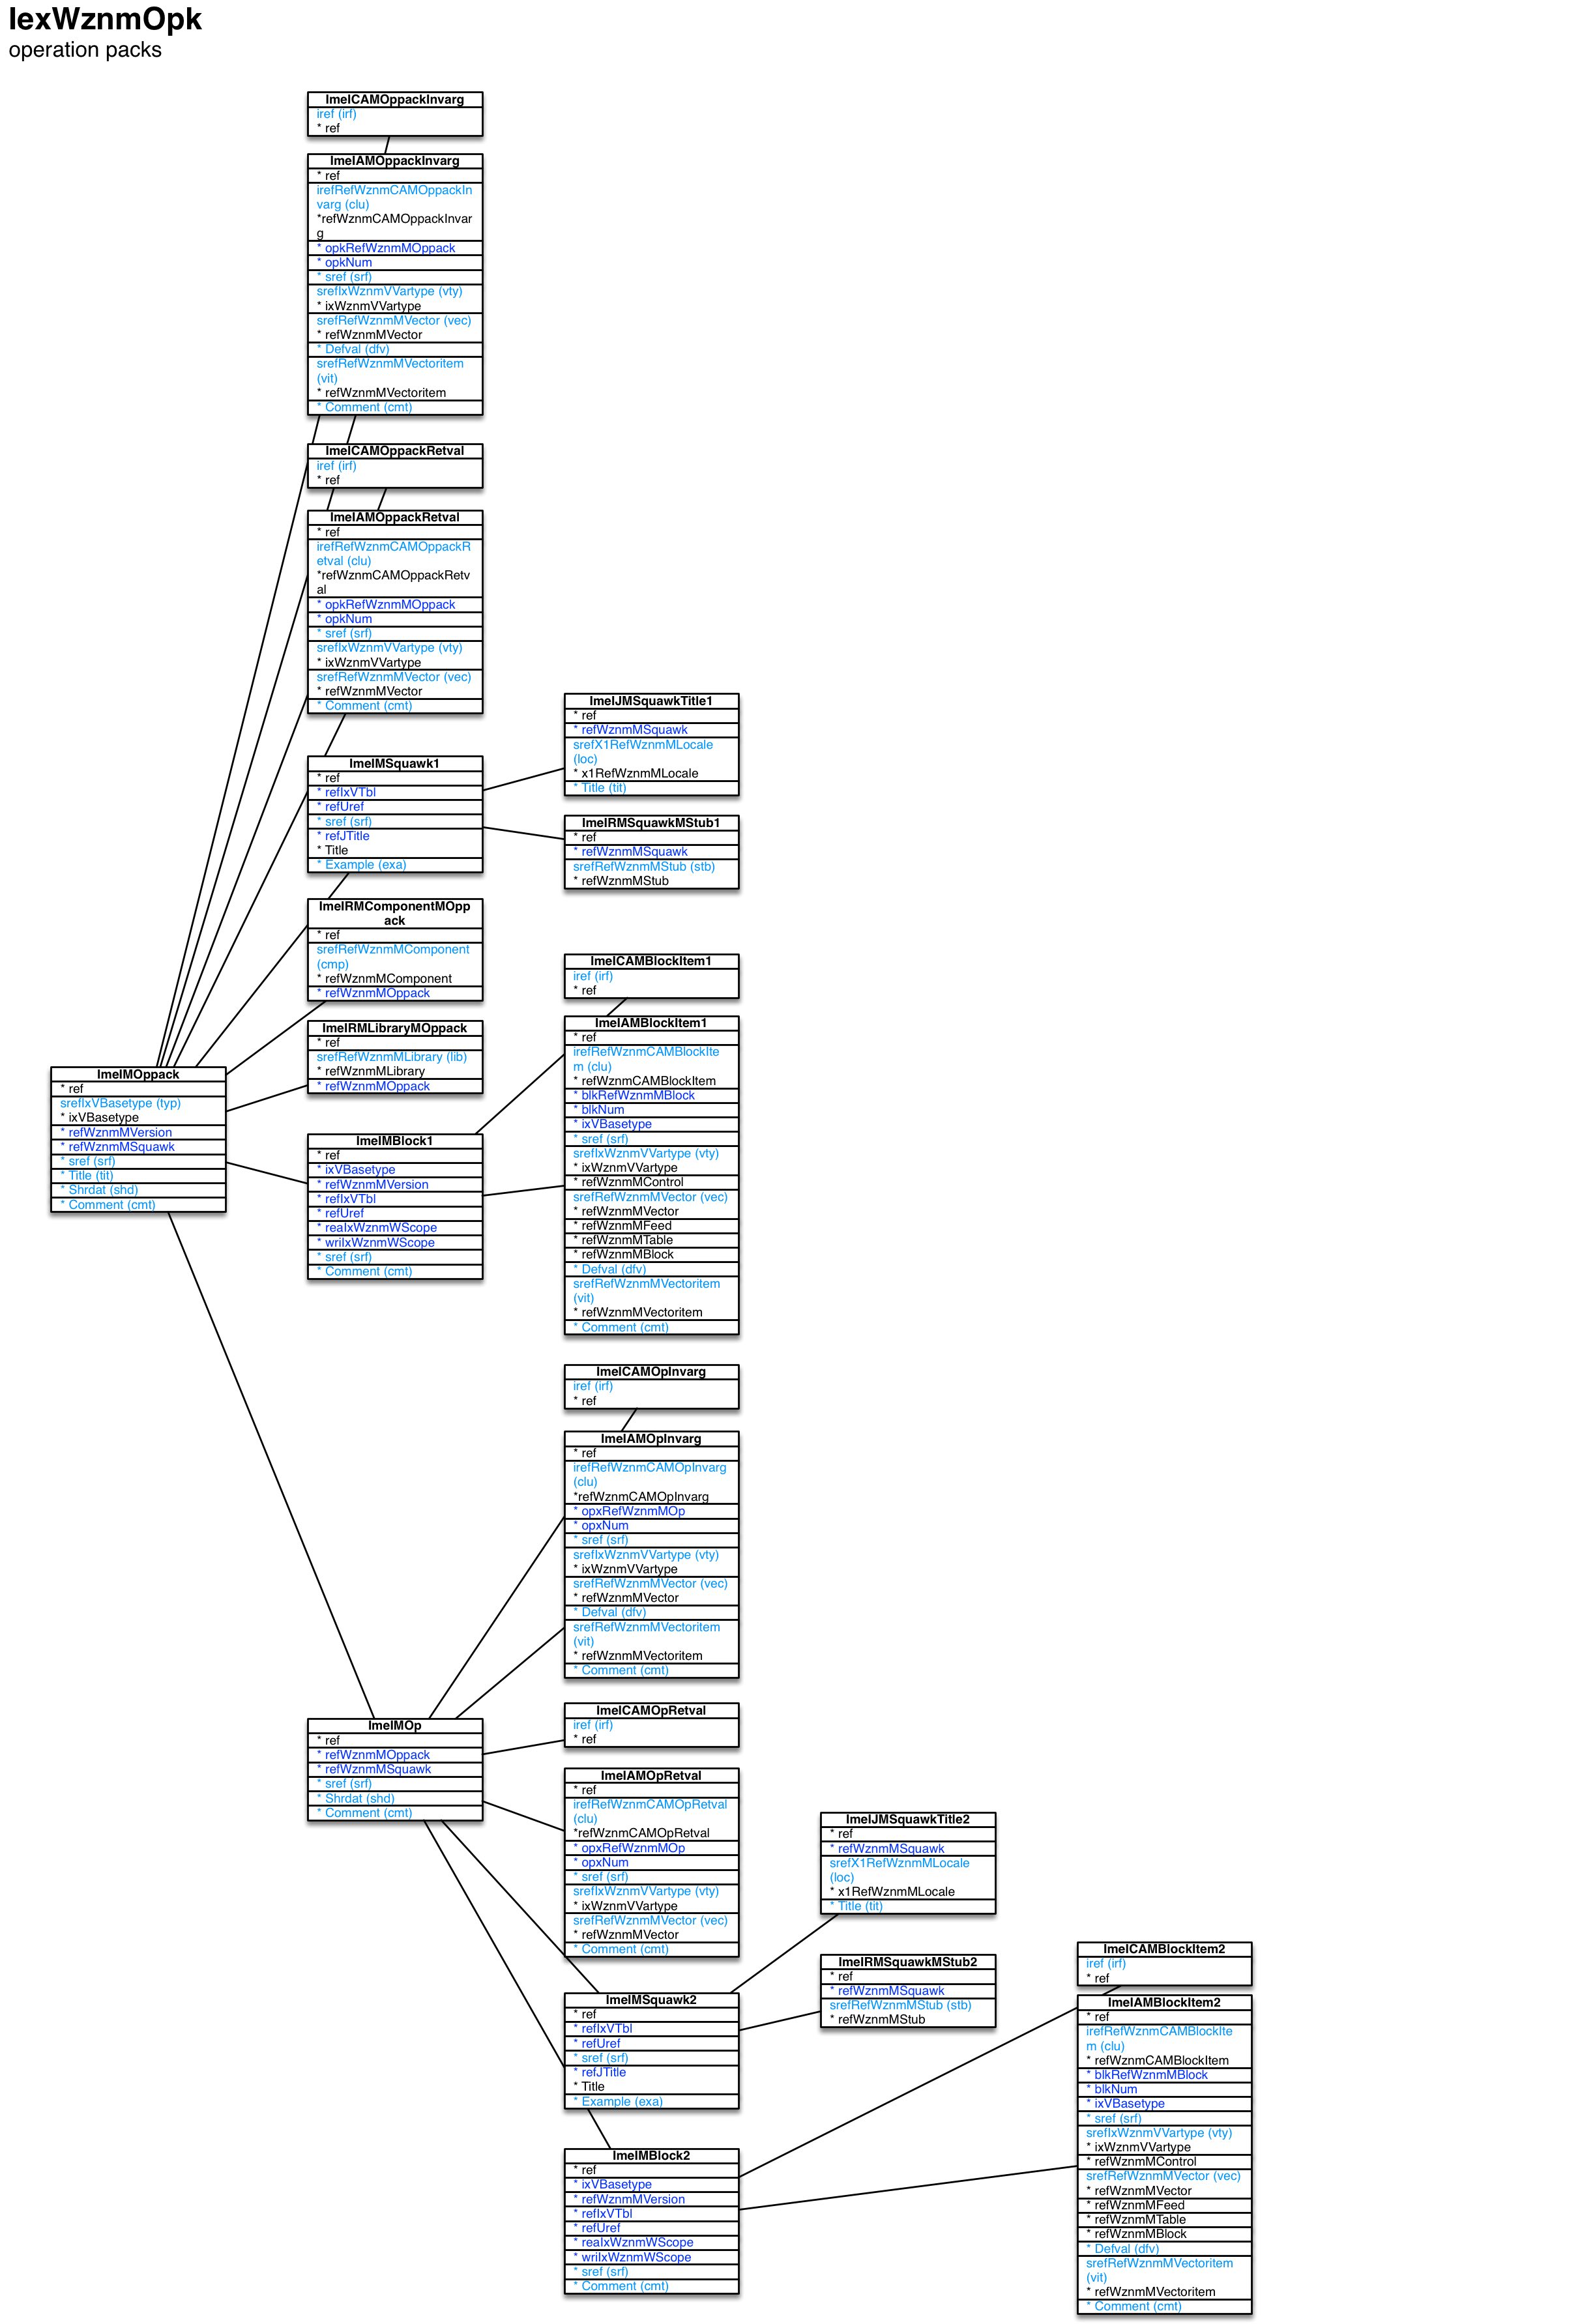 IexWznmOpk
operation packs
ImeICAMOppackInvarg
iref (irf)
* ref
ImeIAMOppackInvarg
* ref
irefRefWznmCAMOppackIn
varg (clu)
*refWznmCAMOppackInvar
g
* opkRefWznmMOppack
* opkNum
* sref (srf)
srefIxWznmVVartype (vty)
* ixWznmVVartype
srefRefWznmMVector (vec)
* refWznmMVector
* Defval (dfv)
srefRefWznmMVectoritem
(vit)
* refWznmMVectoritem
* Comment (cmt)
ImeICAMOppackRetval
iref (irf)
* ref
ImeIAMOppackRetval
* ref
irefRefWznmCAMOppackR
etval (clu)
*refWznmCAMOppackRetv
al
* opkRefWznmMOppack
* opkNum
* sref (srf)
srefIxWznmVVartype (vty)
* ixWznmVVartype
srefRefWznmMVector (vec)
* refWznmMVector
* Comment (cmt)
ImeIMSquawk1
* ref
* refIxVTbl
* refUref
* sref (srf)
* refJTitle
* Title
* Example (exa)
ImeIJMSquawkTitle1
* ref
* refWznmMSquawk
srefX1RefWznmMLocale
(loc)
* x1RefWznmMLocale
* Title (tit)
ImeIRMSquawkMStub1
* ref
* refWznmMSquawk
srefRefWznmMStub (stb)
* refWznmMStub
ImeIRMComponentMOpp
ack
* ref
srefRefWznmMComponent
(cmp)
* refWznmMComponent
* refWznmMOppack
ImeIRMLibraryMOppack
* ref
srefRefWznmMLibrary (lib)
* refWznmMLibrary
* refWznmMOppack
ImeIMOppack
* ref
srefIxVBasetype (typ)
* ixVBasetype
* refWznmMVersion
* refWznmMSquawk
* sref (srf)
* Title (tit)
* Shrdat (shd)
* Comment (cmt)
ImeIMBlock1
* ref
* ixVBasetype
* refWznmMVersion
* refIxVTbl
* refUref
* reaIxWznmWScope
* wriIxWznmWScope
* sref (srf)
* Comment (cmt)
ImeICAMBlockItem1
iref (irf)
* ref
ImeIAMBlockItem1
* ref
irefRefWznmCAMBlockIte
m (clu)
* refWznmCAMBlockItem
* blkRefWznmMBlock
* blkNum
* ixVBasetype
* sref (srf)
srefIxWznmVVartype (vty)
* ixWznmVVartype
* refWznmMControl
srefRefWznmMVector (vec)
* refWznmMVector
* refWznmMFeed
* refWznmMTable
* refWznmMBlock
* Defval (dfv)
srefRefWznmMVectoritem
(vit)
* refWznmMVectoritem
* Comment (cmt)
ImeICAMOpInvarg
iref (irf)
* ref
ImeIAMOpInvarg
* ref
irefRefWznmCAMOpInvarg
(clu)
*refWznmCAMOpInvarg
* opxRefWznmMOp
* opxNum
* sref (srf)
srefIxWznmVVartype (vty)
* ixWznmVVartype
srefRefWznmMVector (vec)
* refWznmMVector
* Defval (dfv)
srefRefWznmMVectoritem
(vit)
* refWznmMVectoritem
* Comment (cmt)
ImeIMOp
* ref
* refWznmMOppack
* refWznmMSquawk
* sref (srf)
* Shrdat (shd)
* Comment (cmt)
ImeICAMOpRetval
iref (irf)
* ref
ImeIAMOpRetval
* ref
irefRefWznmCAMOpRetval
(clu)
*refWznmCAMOpRetval
* opxRefWznmMOp
* opxNum
* sref (srf)
srefIxWznmVVartype (vty)
* ixWznmVVartype
srefRefWznmMVector (vec)
* refWznmMVector
* Comment (cmt)
ImeIMSquawk2
* ref
* refIxVTbl
* refUref
* sref (srf)
* refJTitle
* Title
* Example (exa)
ImeIJMSquawkTitle2
* ref
* refWznmMSquawk
srefX1RefWznmMLocale
(loc)
* x1RefWznmMLocale
* Title (tit)
ImeIRMSquawkMStub2
* ref
* refWznmMSquawk
srefRefWznmMStub (stb)
* refWznmMStub
ImeIMBlock2
* ref
* ixVBasetype
* refWznmMVersion
* refIxVTbl
* refUref
* reaIxWznmWScope
* wriIxWznmWScope
* sref (srf)
* Comment (cmt)
ImeICAMBlockItem2
iref (irf)
* ref
ImeIAMBlockItem2
* ref
irefRefWznmCAMBlockIte
m (clu)
* refWznmCAMBlockItem
* blkRefWznmMBlock
* blkNum
* ixVBasetype
* sref (srf)
srefIxWznmVVartype (vty)
* ixWznmVVartype
* refWznmMControl
srefRefWznmMVector (vec)
* refWznmMVector
* refWznmMFeed
* refWznmMTable
* refWznmMBlock
* Defval (dfv)
srefRefWznmMVectoritem
(vit)
* refWznmMVectoritem
* Comment (cmt)